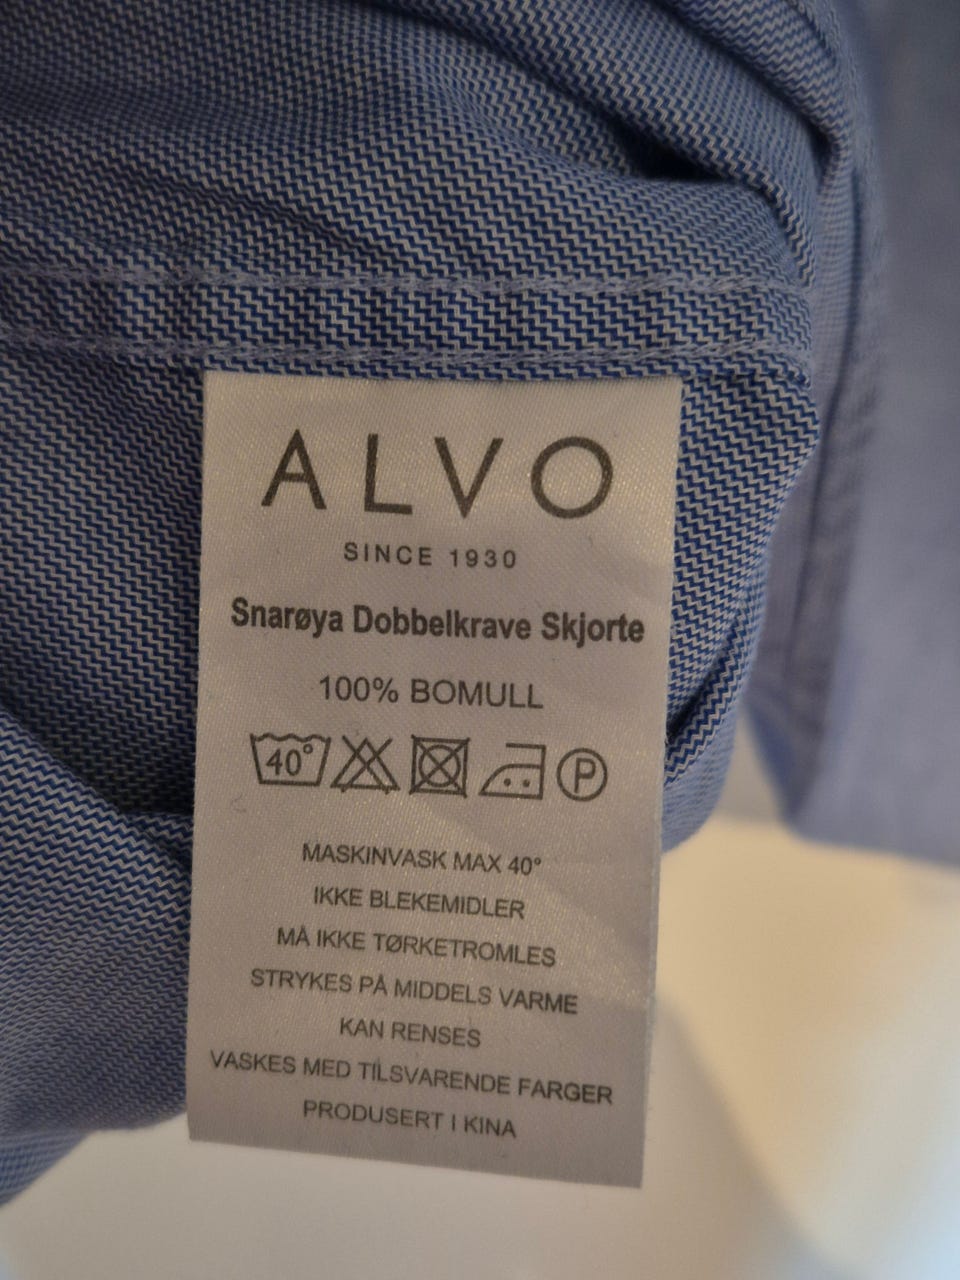 ALVO
SINCE 1930
Snarøya Dobbelkrave Skjorte
100% BOMULL
40° P
MASKINVASK MAX 40°
IKKE BLEKEMIDLER
MÅ IKKE TØRKETROMLES
STRYKES PÅ MIDDELS VARME
KAN RENSES
VASKES MED TILSVARENDE FARGER
PRODUSERT I KINA